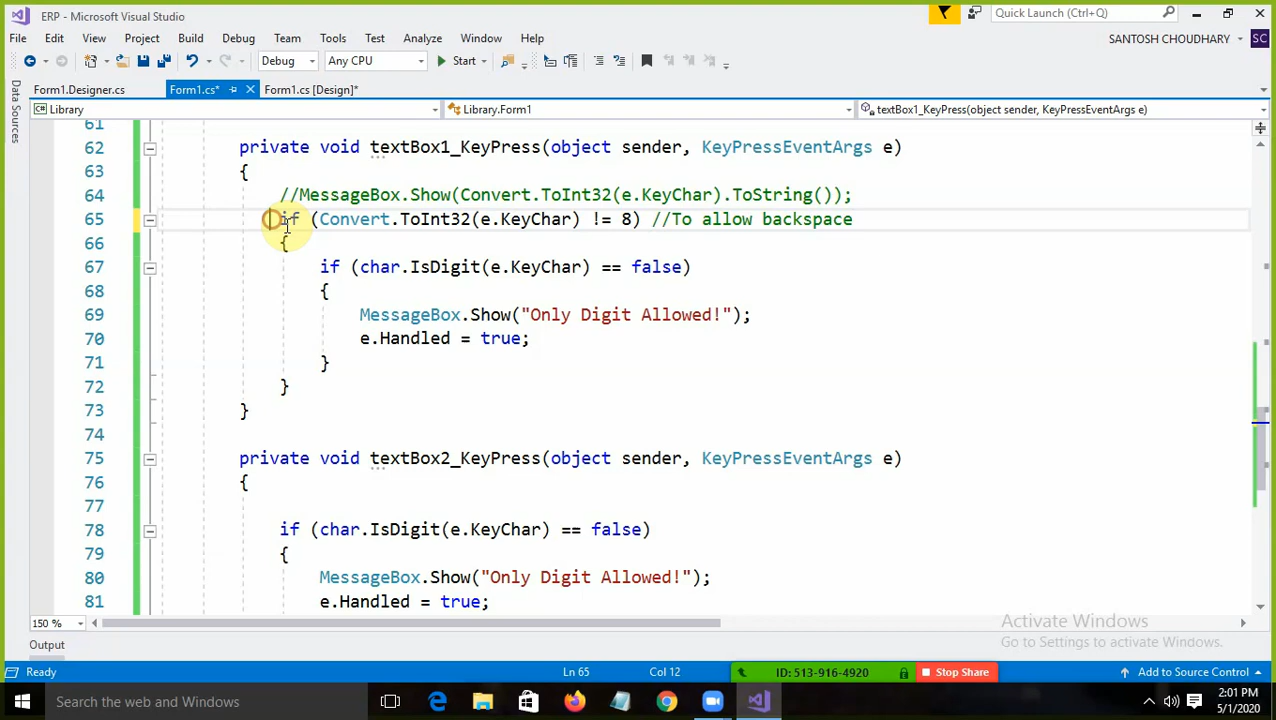 ERP - Microsoft Visual Studio
Quick Launch (Ctrl+Q)
File Edit View Project Build Debug Team Tools Test Analyze Window Help
SANTOSH CHOUDHARY SC
Debug Any CPU Start
Data Sources
Form1.Designer.cs Form1.cs* Form1.cs [Design]*
Library Library.Form1 textBox1_KeyPress(object sender, KeyPressEventArgs e)
61
62 private void textBox1_KeyPress(object sender, KeyPressEventArgs e)
63 {
64 //MessageBox.Show(Convert.ToInt32(e.KeyChar).ToString());
65 if (Convert.ToInt32(e.KeyChar) != 8) //To allow backspace
66 {
67 if (char.IsDigit(e.KeyChar) == false)
68 {
69 MessageBox.Show("Only Digit Allowed!");
70 e.Handled = true;
71 }
72 }
73 }
74
75 private void textBox2_KeyPress(object sender, KeyPressEventArgs e)
76 {
77
78 if (char.IsDigit(e.KeyChar) == false)
79 {
80 MessageBox.Show("Only Digit Allowed!");
81 e.Handled = true;
150 %
Activate Windows
Go to Settings to activate Windows.
Output
Ready Ln 65 Col 12 ID: 513-916-4920 Stop Share Add to Source Control
Search the web and Windows
2:01 PM
5/1/2020